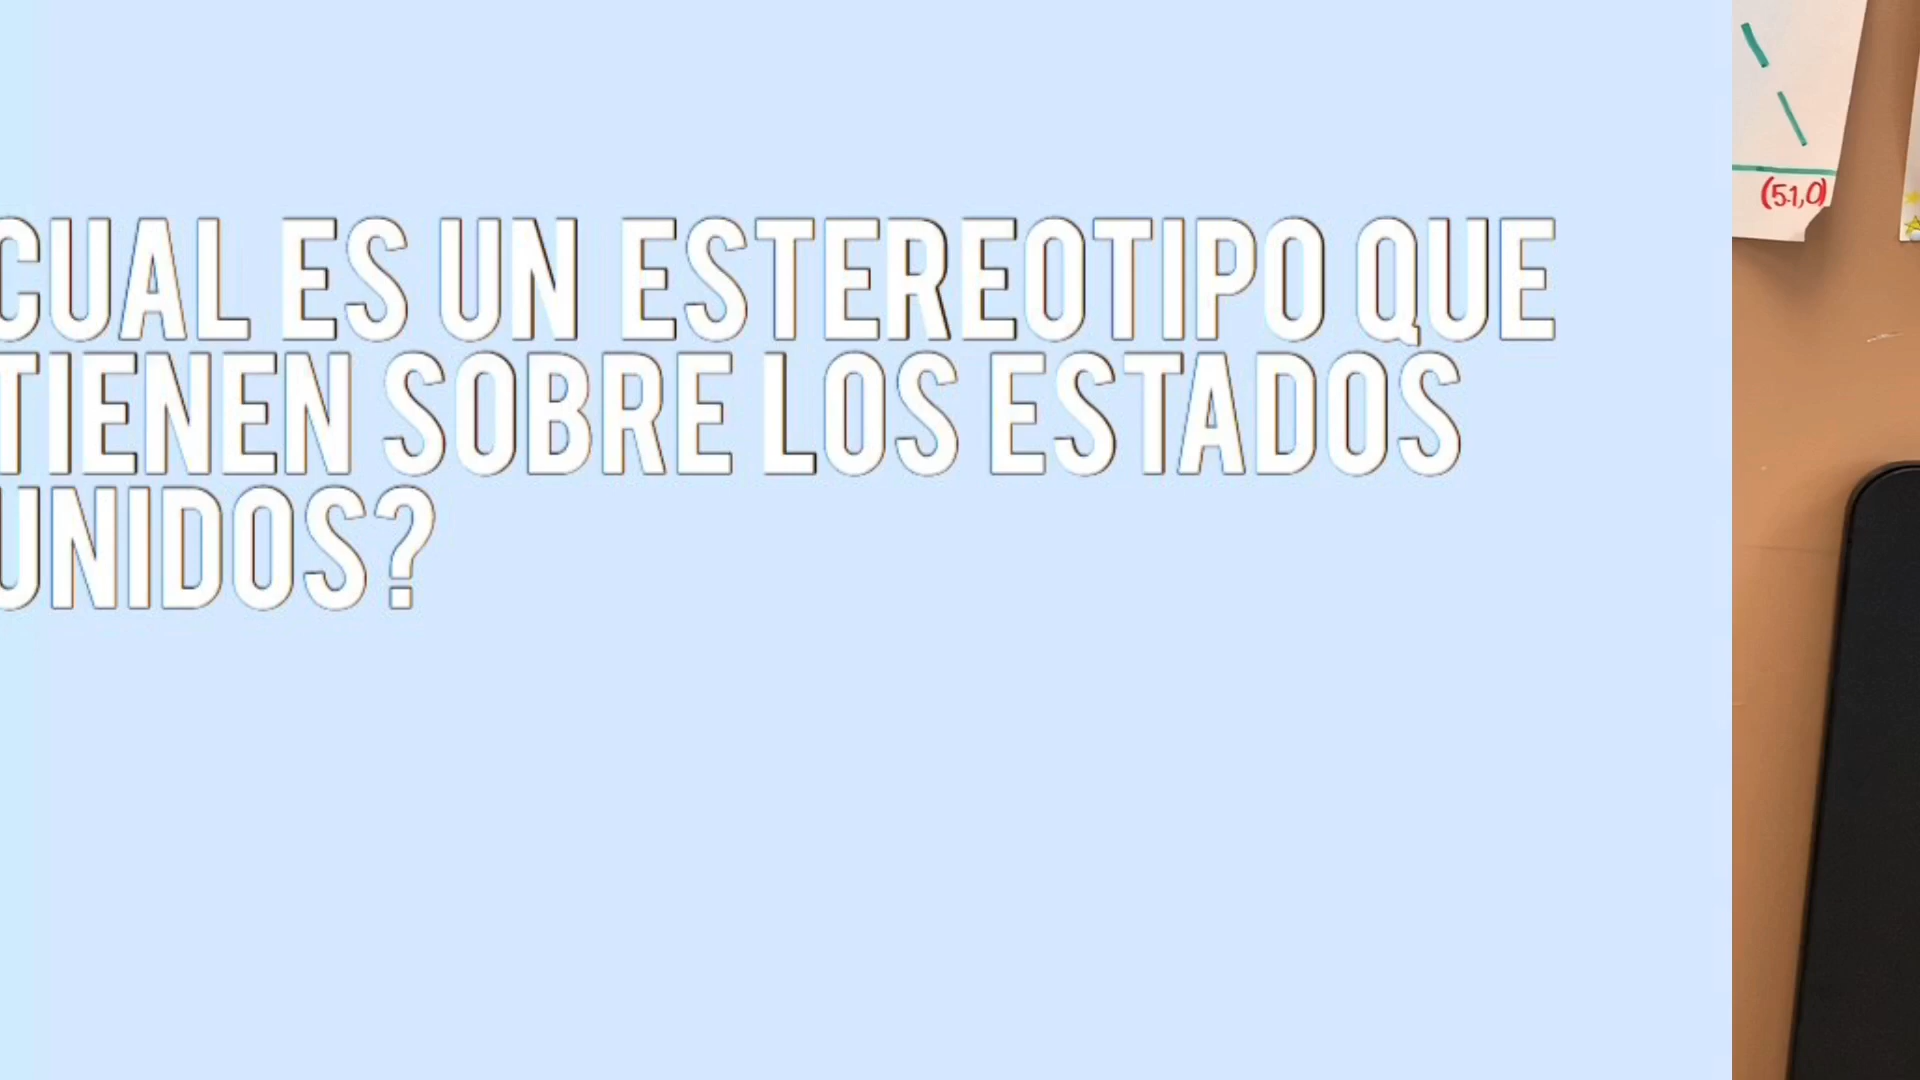 CUAL ES UN ESTEREOTIPO QUE
TIENEN SOBRE LOS ESTADOS
UNIDOS?
(5.1,0)